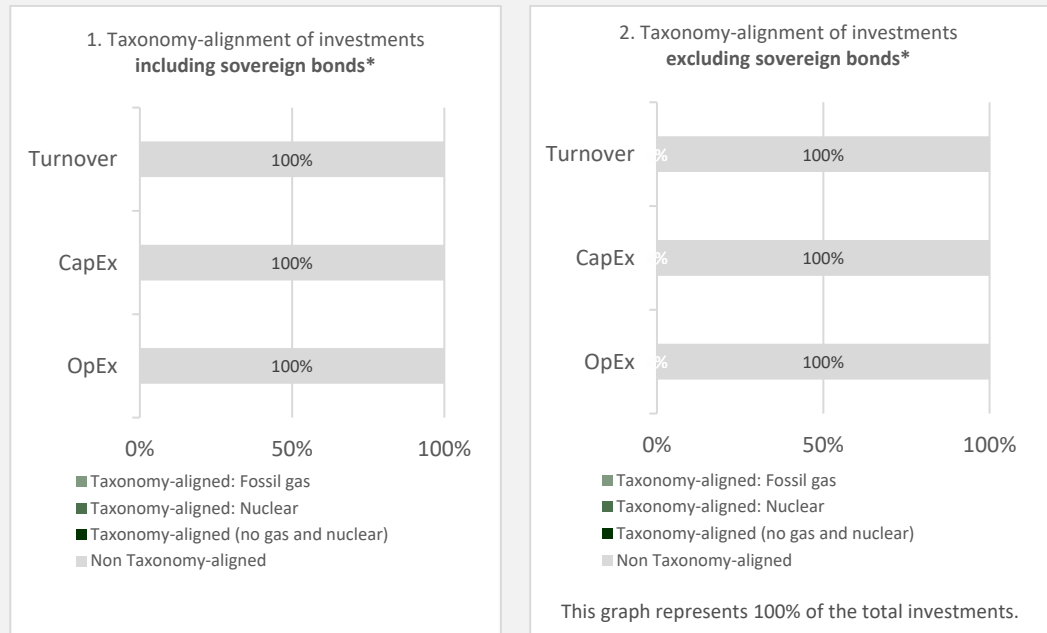 1. Taxonomy-alignment of investments
including sovereign bonds*
Turnover
100%
CapEx
100%
OpEx
100%
0%
50%
100%
Taxonomy-aligned: Fossil gas
Taxonomy-aligned: Nuclear
Taxonomy-aligned (no gas and nuclear)
Non Taxonomy-aligned
2. Taxonomy-alignment of investments
excluding sovereign bonds*
Turnover
%
100%
CapEx
%
100%
OpEx
%
100%
0%
50%
100%
Taxonomy-aligned: Fossil gas
Taxonomy-aligned: Nuclear
Taxonomy-aligned (no gas and nuclear)
Non Taxonomy-aligned
This graph represents 100% of the total investments.